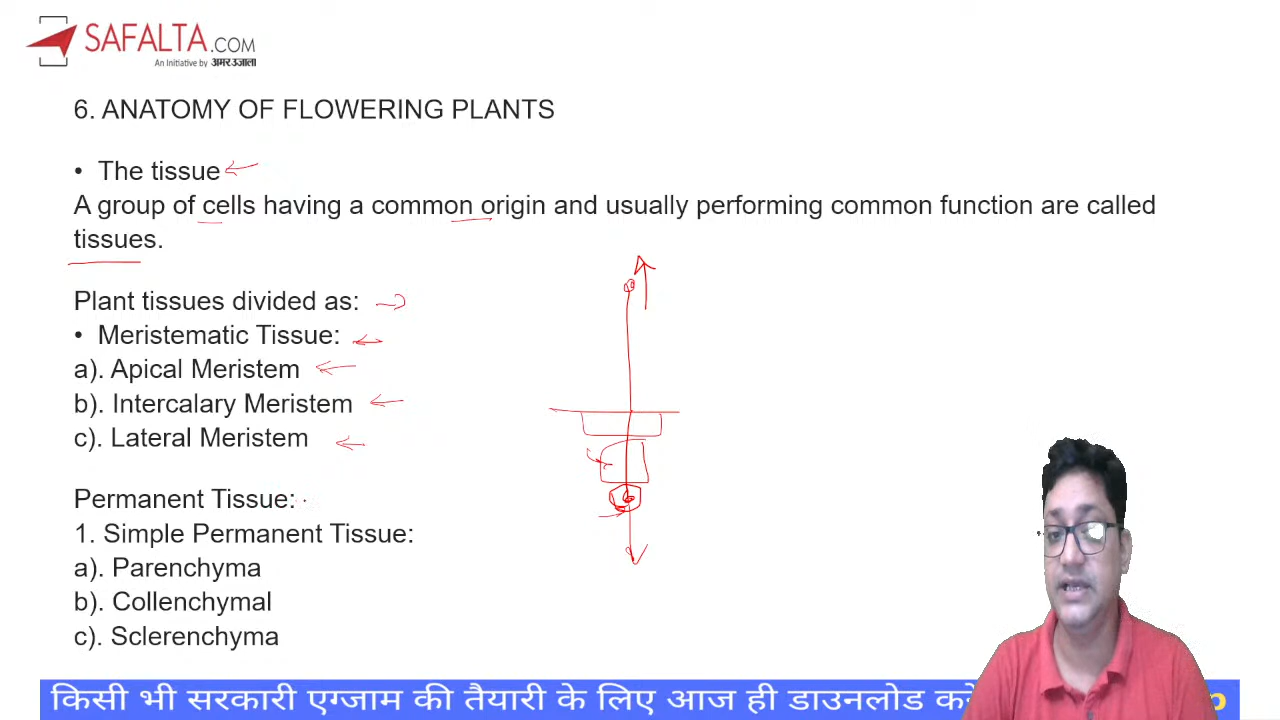 SAFALTA.COM
An Initiative by अमर उजाला
6. ANATOMY OF FLOWERING PLANTS
• The tissue
A group of cells having a common origin and usually performing common function are called
tissues.
Plant tissues divided as:
• Meristematic Tissue:
a). Apical Meristem
b). Intercalary Meristem
c). Lateral Meristem
Permanent Tissue:
1. Simple Permanent Tissue:
a). Parenchyma
b). Collenchymal
c). Sclerenchyma
किसी भी सरकारी एग्जाम की तैयारी के लिए आज ही डाउनलोड